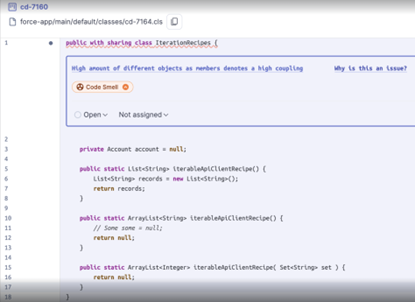 cd-7160
force-app/main/default/classes/cd-7164.cls
1 public with sharing class IterationRecipes {
High amount of different objects as members denotes a high coupling Why is this an issue?
Code Smell
Open Not assigned
2
3 private Account account = null;
4
5 public static List<String> iterableApiClientRecipe() {
6 List<String> records = new List<String>();
7 return records;
8 }
9
10 public static ArrayList<String> iterableApiClientRecipe() {
11 // Some some = null;
12 return null;
13 }
14
15 public static ArrayList<Integer> iterableApiClientRecipe( Set<String> set ) {
16 return null;
17 }
18 }